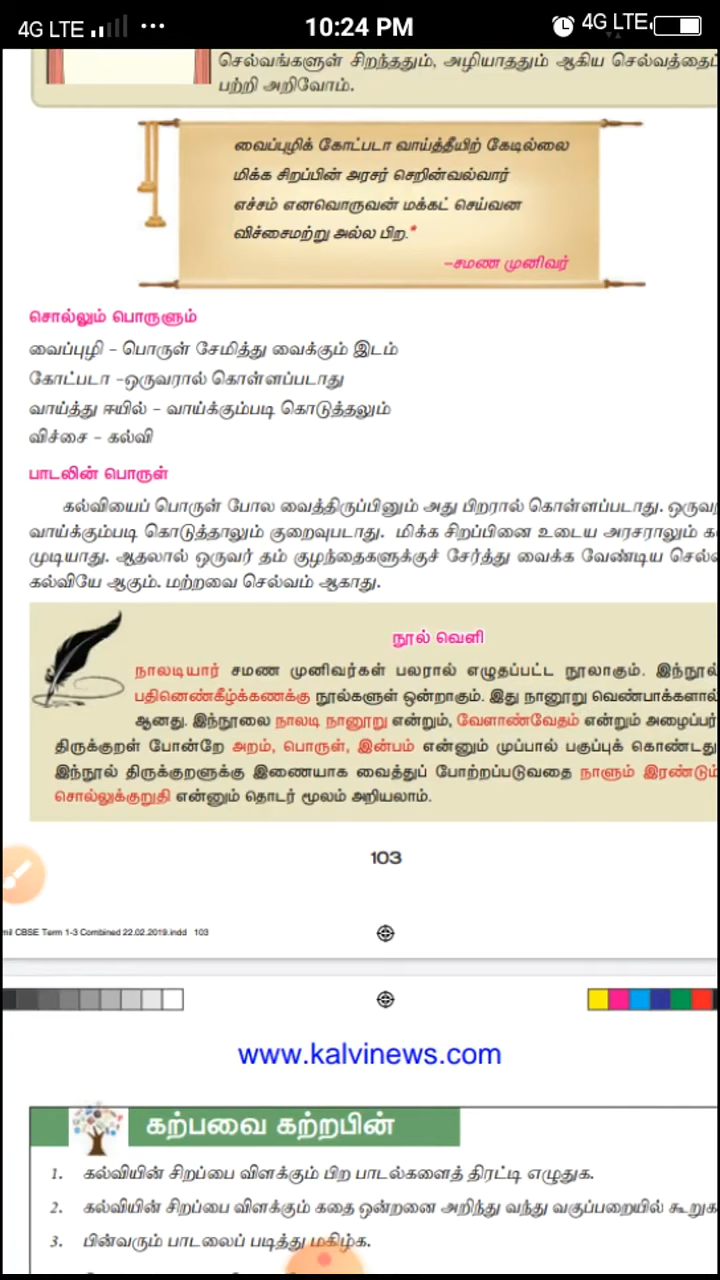 4G LTE ... 10:24 PM 4G LTE
செல்வங்களுள் சிறந்ததும், அழியாததும் ஆகிய செல்வத்தைப்
பற்றி அறிவோம்.
வைப்புழிக் கோட்படா வாய்த்தீயிற் கேடில்லை
மிக்க சிறப்பின் அரசர் செறின்வல்வார்
எச்சம் எனவொருவன் மக்கட் செய்வன
விச்சைமற்று அல்ல பிற.*
–சமண முனிவர்
சொல்லும் பொருளும்
வைப்புழி – பொருள் சேமித்து வைக்கும் இடம்
கோட்படா –ஒருவரால் கொள்ளப்படாது
வாய்த்து ஈயில் – வாய்க்கும்படி கொடுத்தலும்
விச்சை – கல்வி
பாடலின் பொருள்
கல்வியைப் பொருள் போல வைத்திருப்பினும் அது பிறரால் கொள்ளப்படாது. ஒருவர
வாய்க்கும்படி கொடுத்தாலும் குறைவுபடாது. மிக்க சிறப்பினை உடைய அரசராலும் க
முடியாது. ஆதலால் ஒருவர் தம் குழந்தைகளுக்குச் சேர்த்து வைக்க வேண்டிய செல்
கல்வியே ஆகும். மற்றவை செல்வம் ஆகாது.
நூல் வெளி
நாலடியார் சமண முனிவர்கள் பலரால் எழுதப்பட்ட நூலாகும். இந்நூல்
பதினெண்கீழ்க்கணக்கு நூல்களுள் ஒன்றாகும். இது நானூறு வெண்பாக்களால்
ஆனது. இந்நூலை நாலடி நானூறு என்றும், வேளாண்வேதம் என்றும் அழைப்பர்
திருக்குறள் போன்றே அறம், பொருள், இன்பம் என்னும் முப்பால் பகுப்புக் கொண்டது
இந்நூல் திருக்குறளுக்கு இணையாக வைத்துப் போற்றப்படுவதை நாலும் இரண்டும்
சொல்லுக்குறுதி என்னும் தொடர் மூலம் அறியலாம்.
103
mil CBSE Term 1-3 Combined 22.02.2019.indd 103
www.kalvinews.com
கற்பவை கற்றபின்
1. கல்வியின் சிறப்பை விளக்கும் பிற பாடல்களைத் திரட்டி எழுதுக.
2. கல்வியின் சிறப்பை விளக்கும் கதை ஒன்றனை அறிந்து வந்து வகுப்பறையில் கூறுக
3. பின்வரும் பாடலைப் படித்து மகிழ்க.